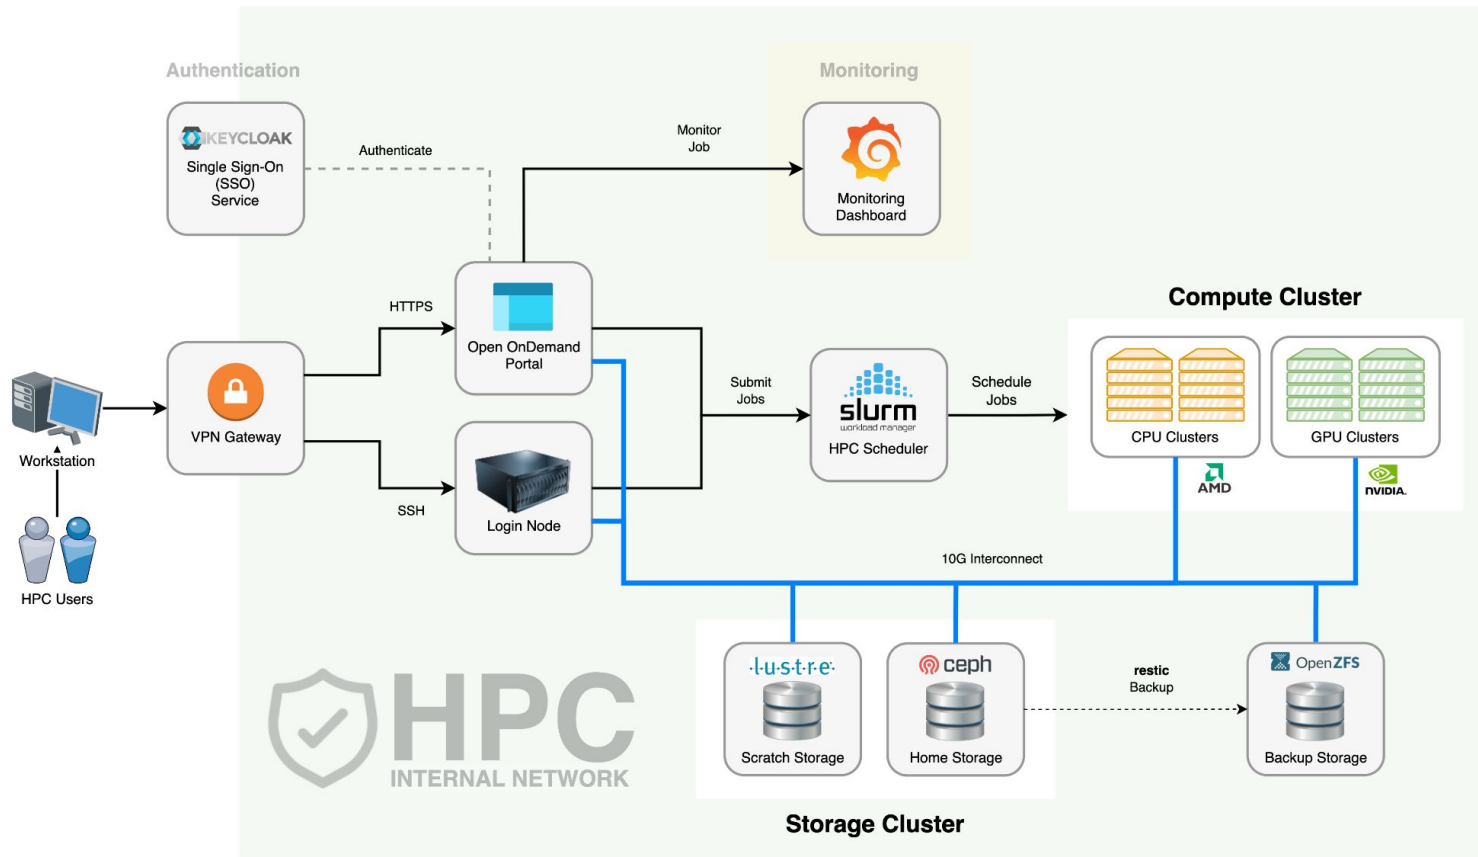 Authentication
KEYCLOAK
Single Sign-On
(SSO)
Service
Authenticate
Monitor
Job
Monitoring
Monitoring
Dashboard
HTTPS
Open OnDemand
Portal
VPN Gateway
Workstation
HPC Users
SSH
Login Node
Submit
Jobs
slurm
workload manager
HPC Scheduler
Schedule
Jobs
Compute Cluster
CPU Clusters
GPU Clusters
AMD
NVIDIA.
10G Interconnect
HPC
INTERNAL NETWORK
·l·u·s·t·r·e·
Scratch Storage
ceph
Home Storage
Storage Cluster
restic
Backup
OpenZFS
Backup Storage